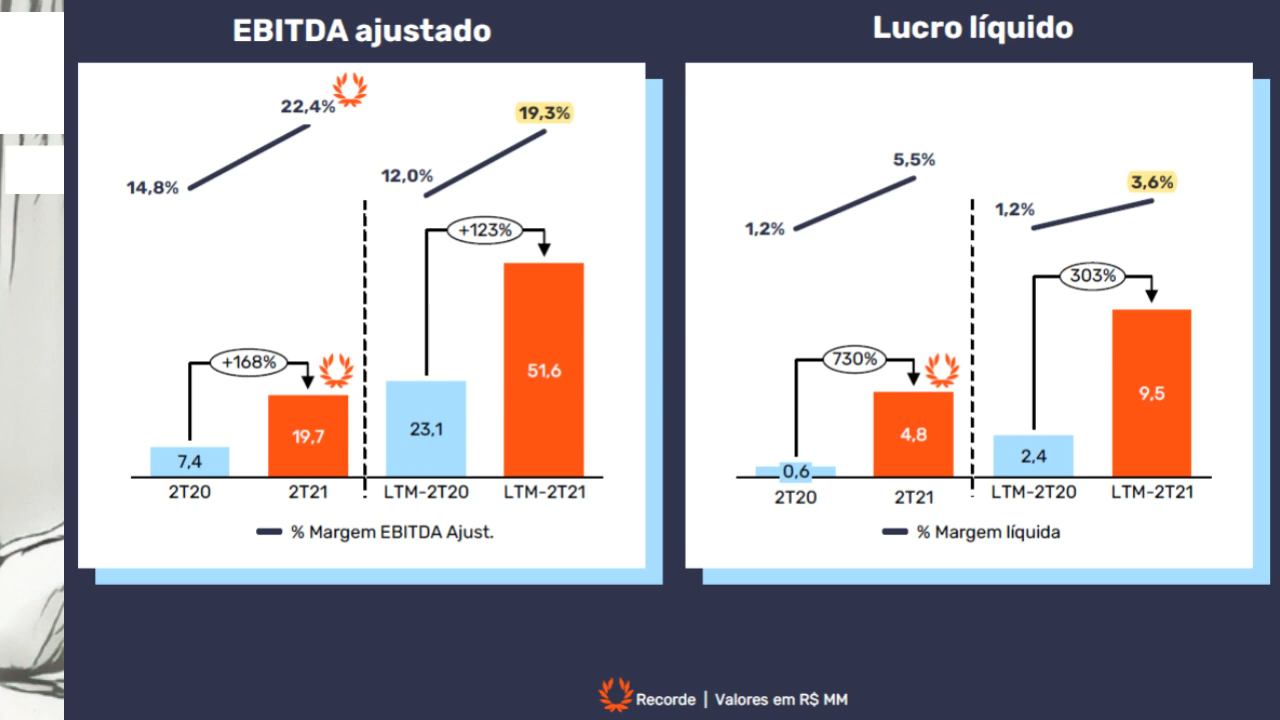 EBITDA ajustado
22,4%
14,8%
19,3%
12,0%
+123%
+168%
51,6
23,1
19,7
7,4
2T20
2T21
LTM-2T20
LTM-2T21
% Margem EBITDA Ajust.
Lucro líquido
5,5%
1,2%
3,6%
1,2%
303%
730%
9,5
4,8
2,4
0,6
2T20
2T21
LTM-2T20
LTM-2T21
% Margem líquida
Recorde | Valores em R$ MM